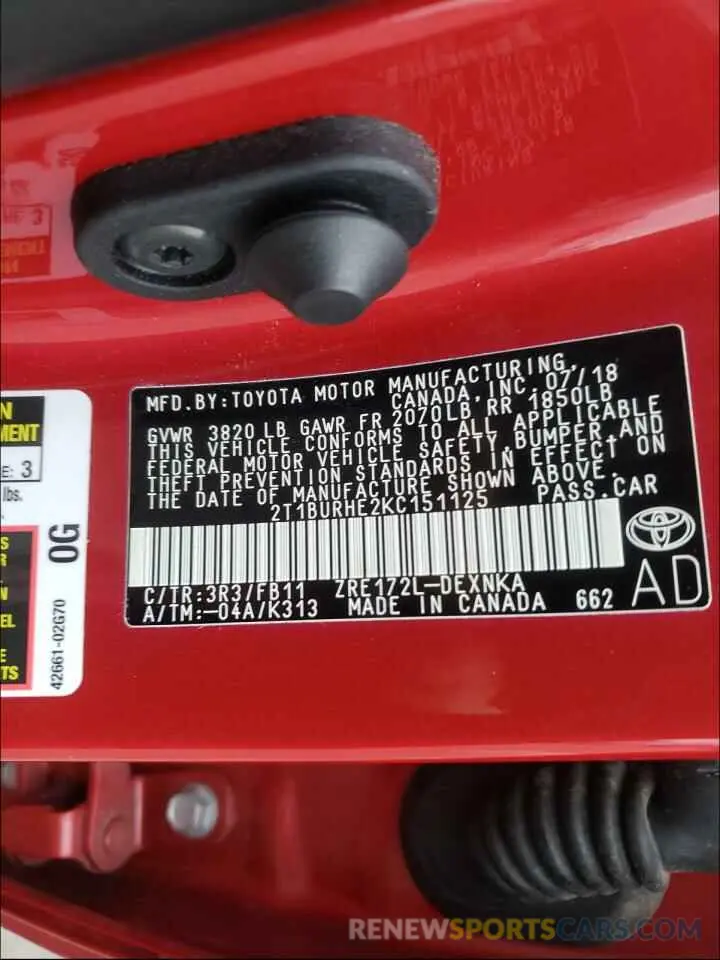 MFD.BY:TOYOTA MOTOR MANUFACTURING,
CANADA, INC. 07/18
GVWR 3820 LB GAWR FR 2070LB RR 1850LB
THIS VEHICLE CONFORMS TO ALL APPLICABLE
FEDERAL MOTOR VEHICLE SAFETY, BUMPER, AND
THEFT PREVENTION STANDARDS IN EFFECT ON
THE DATE OF MANUFACTURE SHOWN ABOVE.
2T1BURHE2KC151125 PASS.CAR
C/TR:3R3/FB11 ZRE172L-DEXNKA
A/TM:-04A/K313 MADE IN CANADA 662
AD
3
lbs.
0G
42661-02G70
RENEWSPORTSCARS.COM